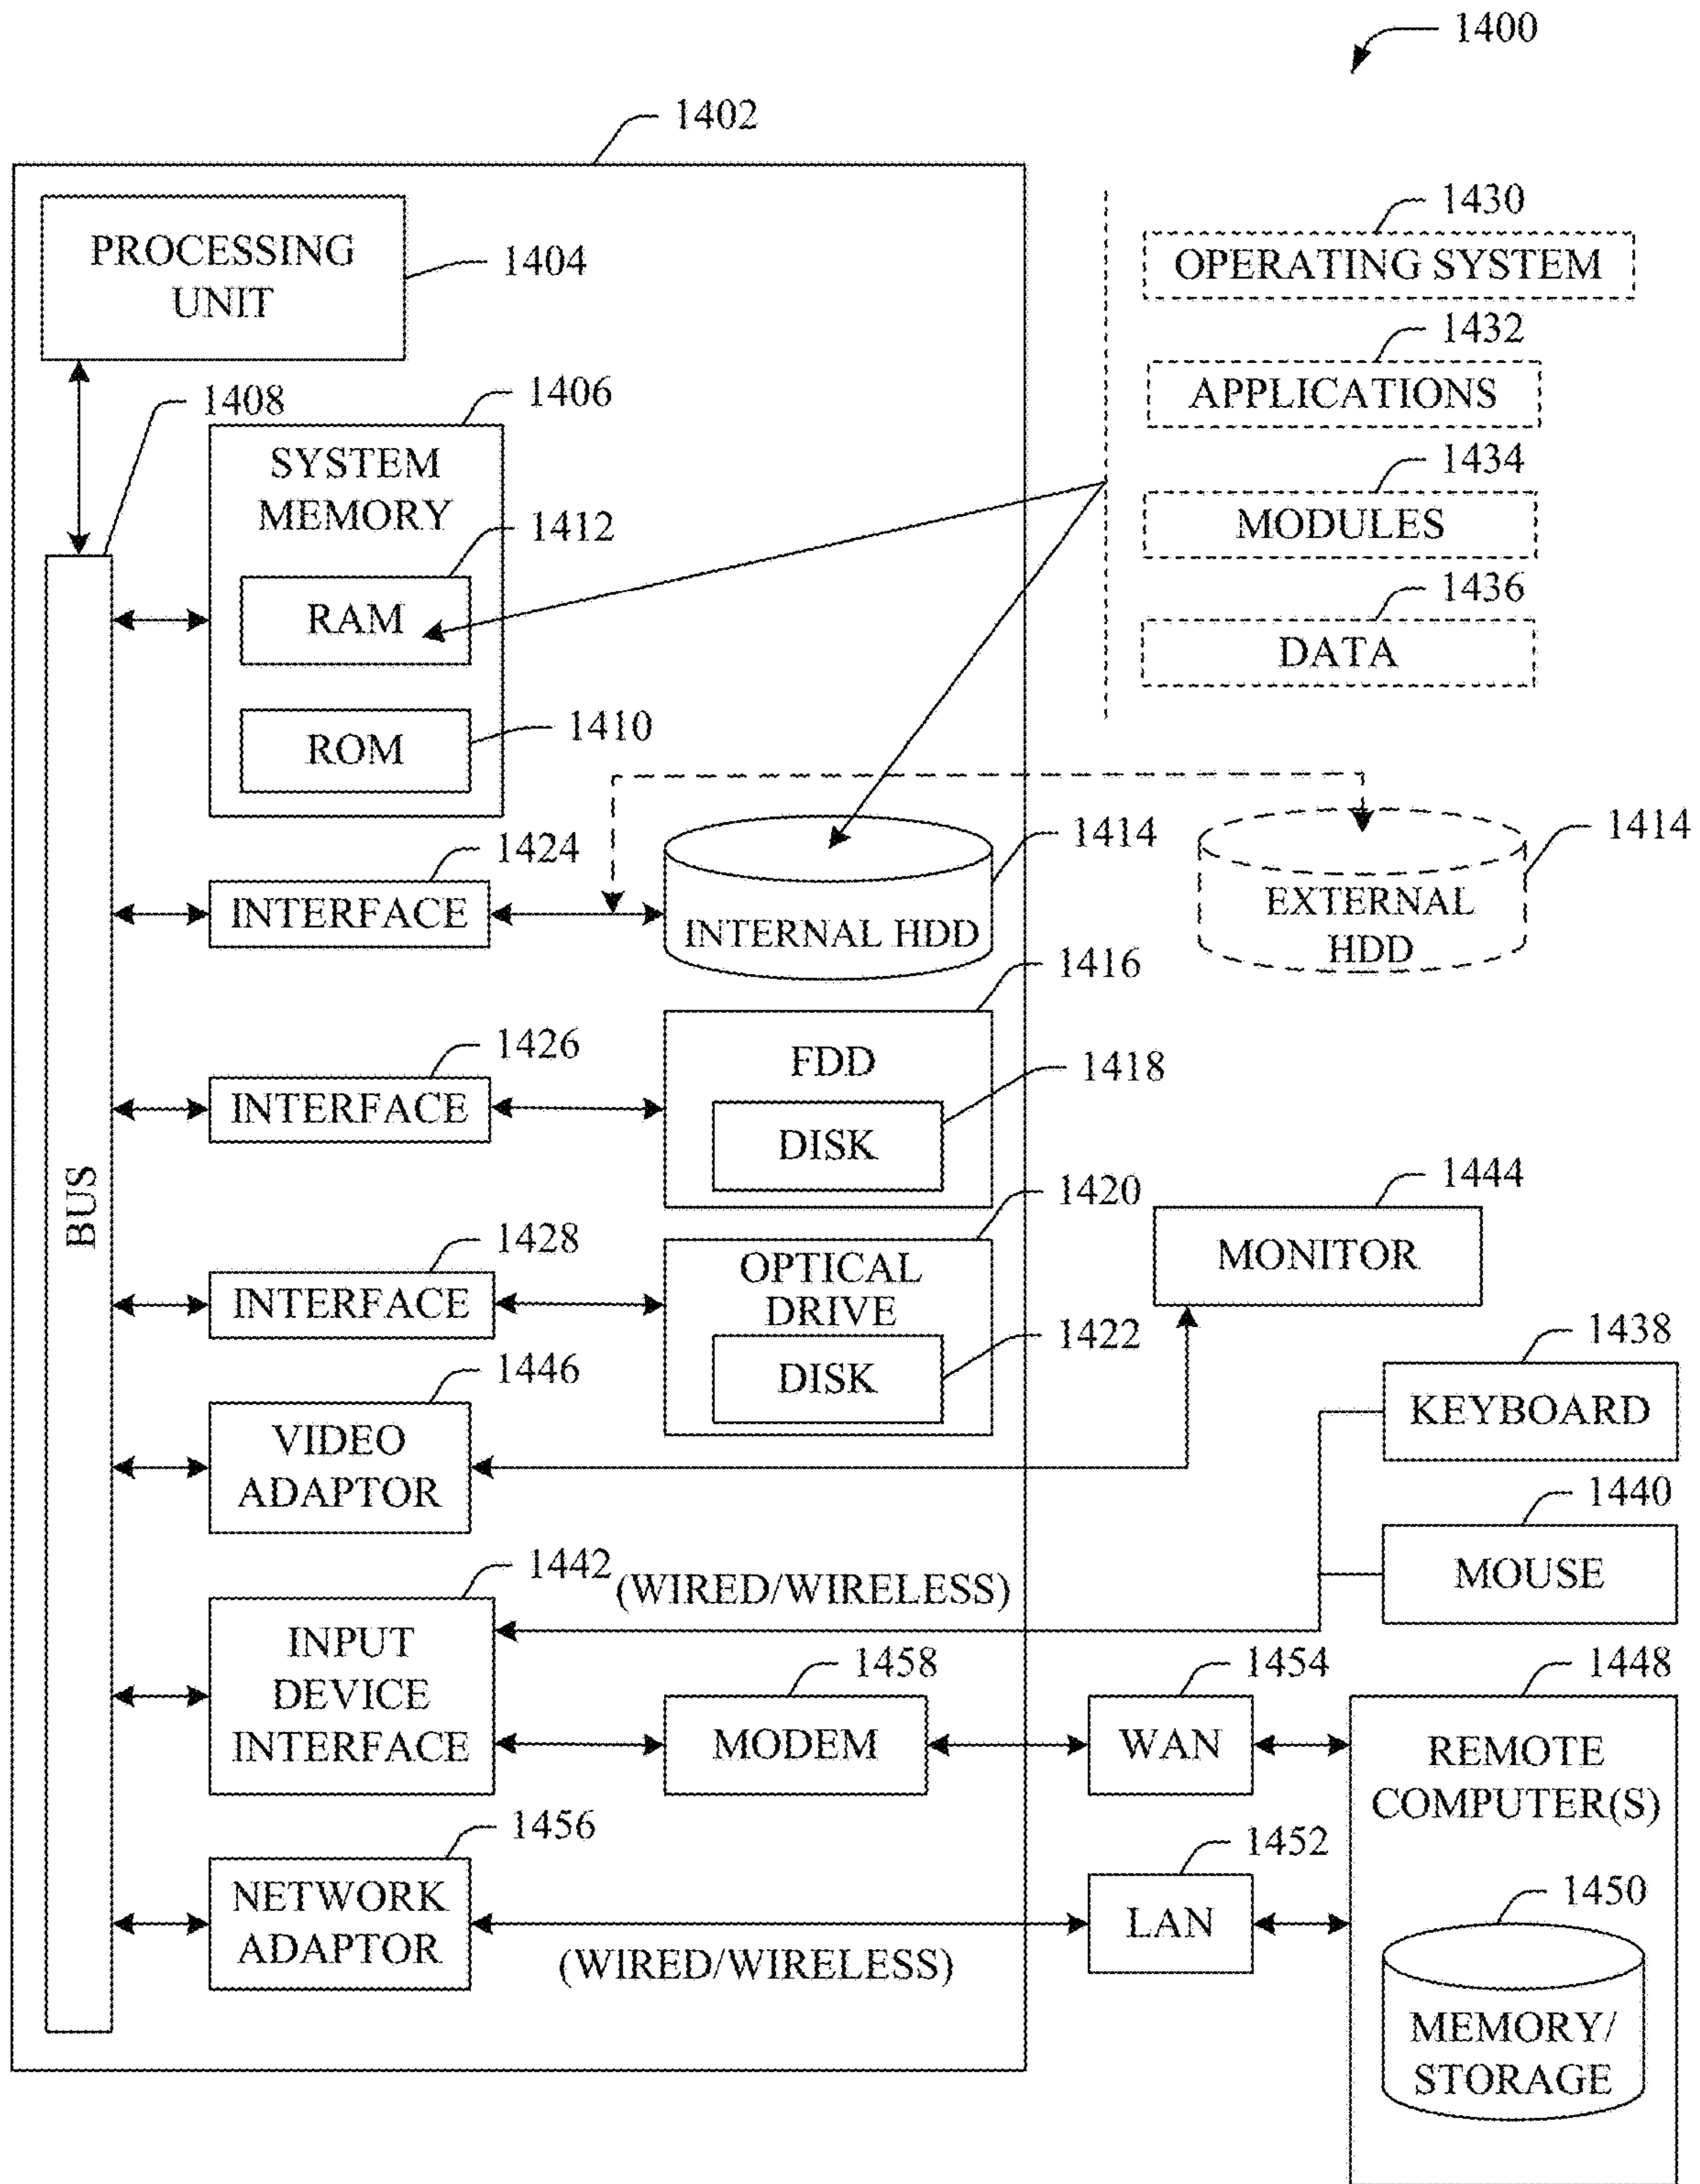 1400
1402
PROCESSING
UNIT
1404
1430
OPERATING SYSTEM
1432
APPLICATIONS
1434
MODULES
1436
DATA
1408
1406
SYSTEM
MEMORY
1412
RAM
1410
ROM
1424
INTERFACE
1414
INTERNAL HDD
1414
EXTERNAL
HDD
1426
INTERFACE
1416
FDD
1418
DISK
BUS
1428
INTERFACE
1420
OPTICAL
DRIVE
1422
DISK
1444
MONITOR
1446
VIDEO
ADAPTOR
1438
KEYBOARD
1440
MOUSE
1442
(WIRED/WIRELESS)
INPUT
DEVICE
INTERFACE
1458
MODEM
1454
WAN
1448
REMOTE
COMPUTER(S)
1456
NETWORK
ADAPTOR
(WIRED/WIRELESS)
1452
LAN
1450
MEMORY/
STORAGE